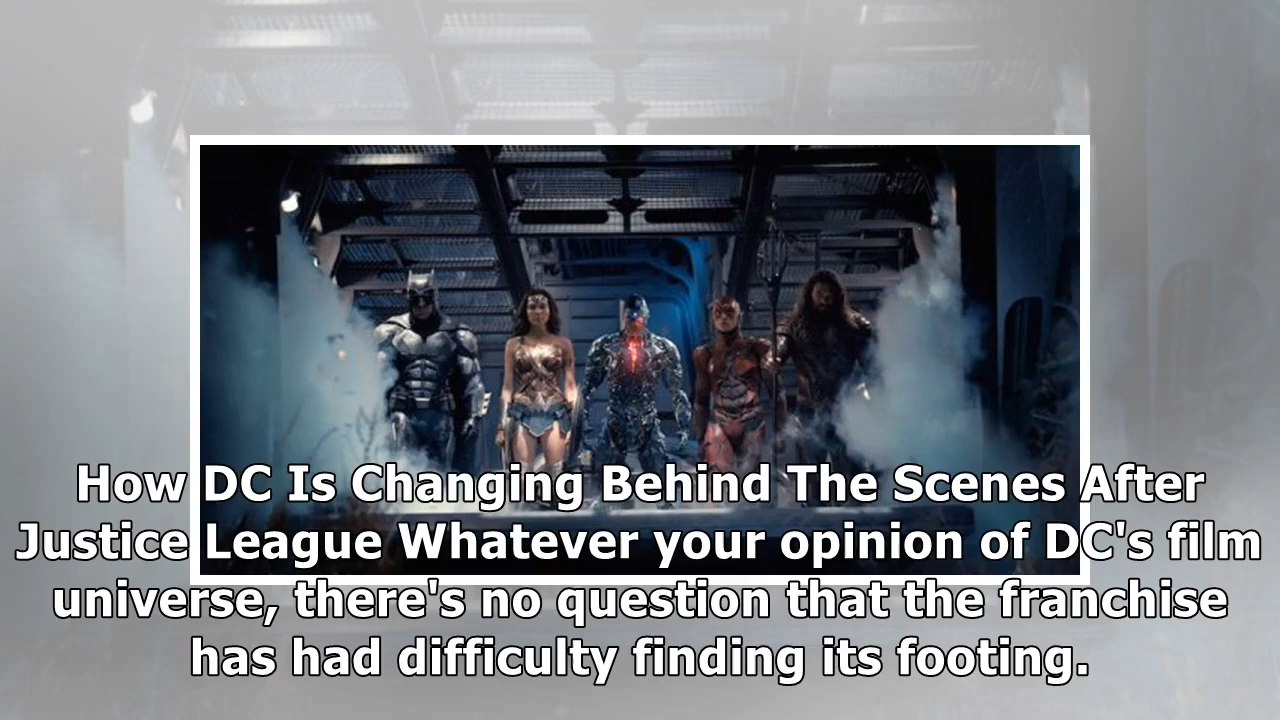 How DC Is Changing Behind The Scenes After
Justice League Whatever your opinion of DC's film
universe, there's no question that the franchise
has had difficulty finding its footing.